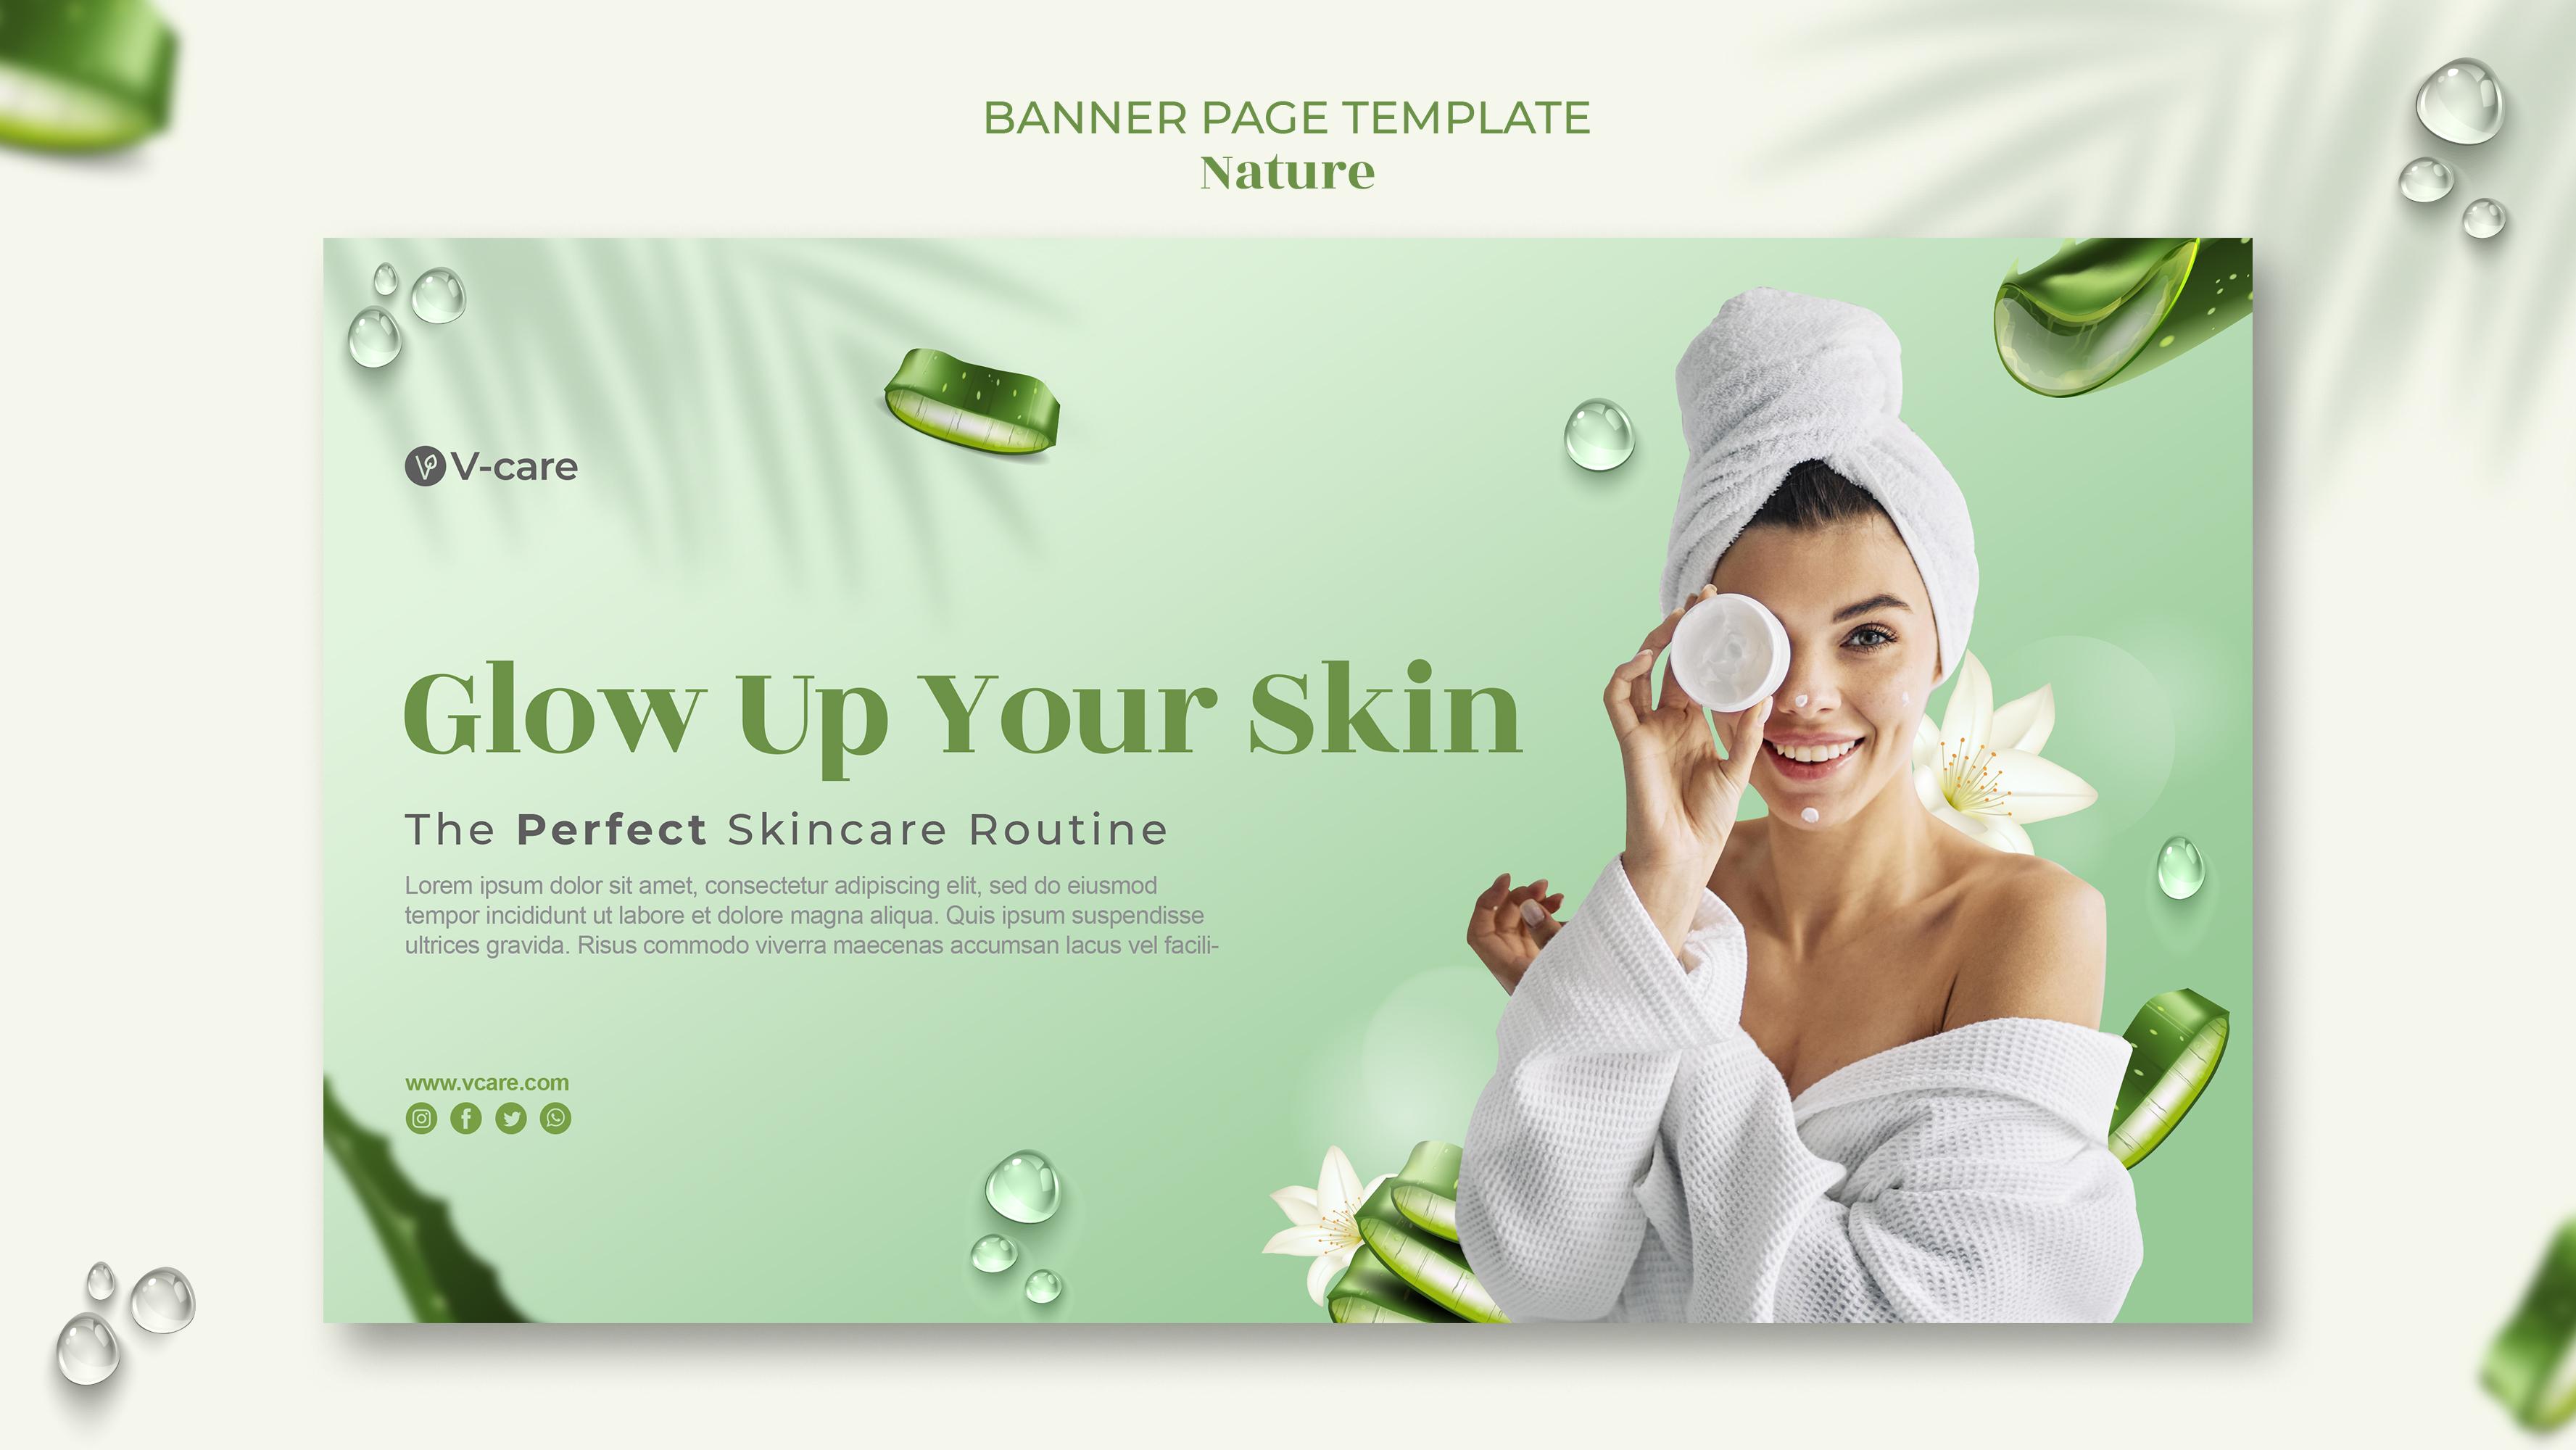 BANNER PAGE TEMPLATE
Nature
V-care
Glow Up Your Skin
The Perfect Skincare Routine
Lorem ipsum dolor sit amet, consectetur adipiscing elit, sed do eiusmod
tempor incididunt ut labore et dolore magna aliqua. Quis ipsum suspendisse
ultrices gravida. Risus commodo viverra maecenas accumsan lacus vel facili-
www.vcare.com